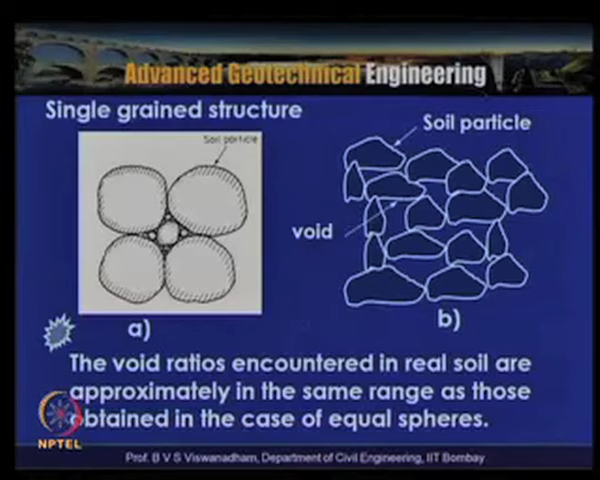 Advanced Geotechnical Engineering
Single grained structure
Soil particle
Soil particle
void
a)
b)
The void ratios encountered in real soil are
approximately in the same range as those
obtained in the case of equal spheres.
NPTEL
Prof. B V S Viswanadham, Department of Civil Engineering, IIT Bombay